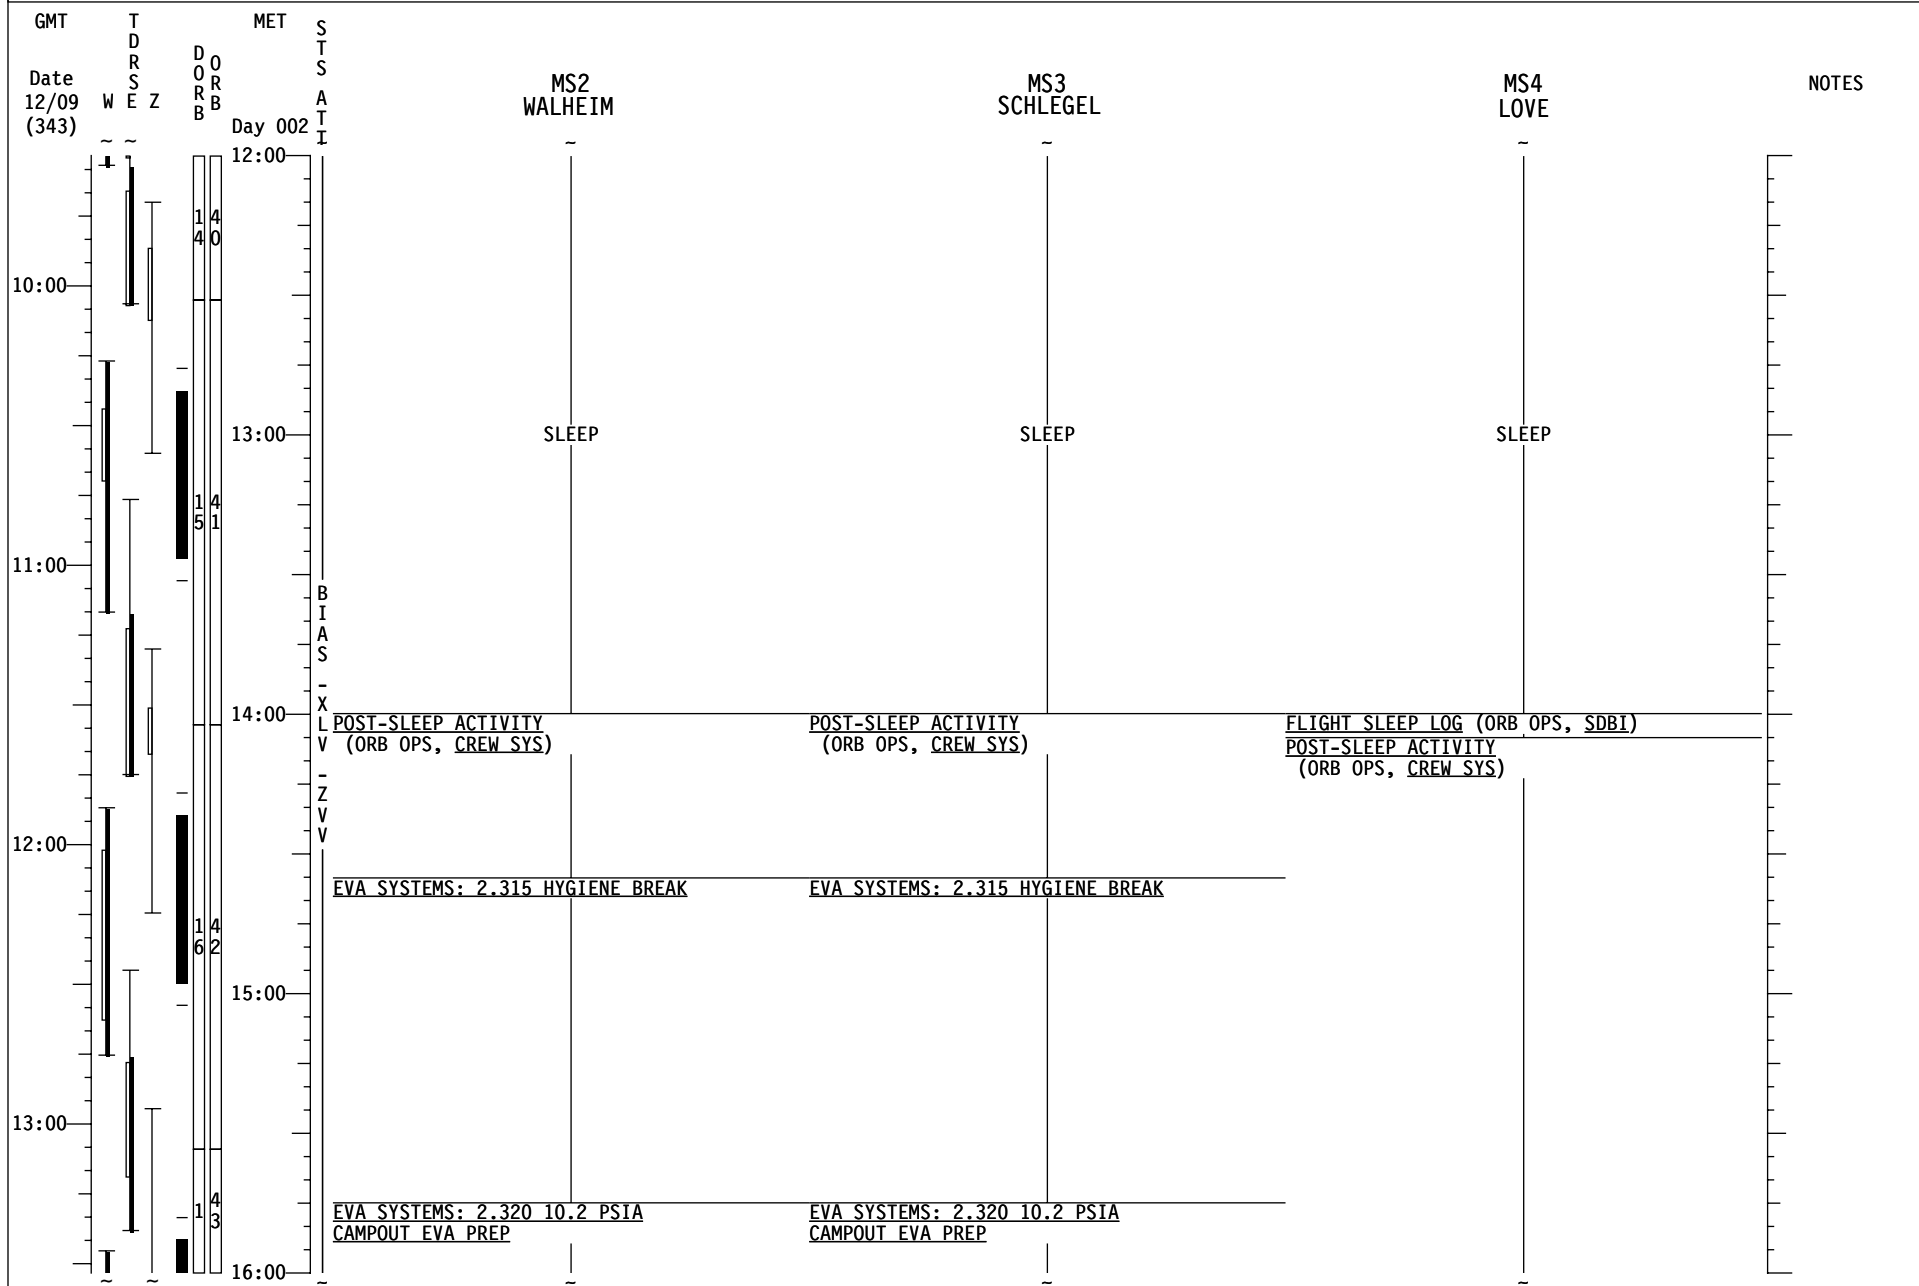 GMT
TDRS
MET
STS ATT
Date
12/09
(343)
W E Z
DORB
ORB
Day 002
MS2
WALHEIM
MS3
SCHLEGEL
MS4
LOVE
NOTES
~ ~ ~ ~ ~
12:00
14
40
10:00
13:00
SLEEP SLEEP SLEEP
15
41
11:00
BIAS -XLV -ZVV
14:00
POST-SLEEP ACTIVITY
(ORB OPS, CREW SYS)
POST-SLEEP ACTIVITY
(ORB OPS, CREW SYS)
FLIGHT SLEEP LOG (ORB OPS, SDBI)
POST-SLEEP ACTIVITY
(ORB OPS, CREW SYS)
12:00
EVA SYSTEMS: 2.315 HYGIENE BREAK
EVA SYSTEMS: 2.315 HYGIENE BREAK
16
42
15:00
13:00
1
43
EVA SYSTEMS: 2.320 10.2 PSIA
CAMPOUT EVA PREP
EVA SYSTEMS: 2.320 10.2 PSIA
CAMPOUT EVA PREP
16:00
~ ~ ~ ~ ~ ~